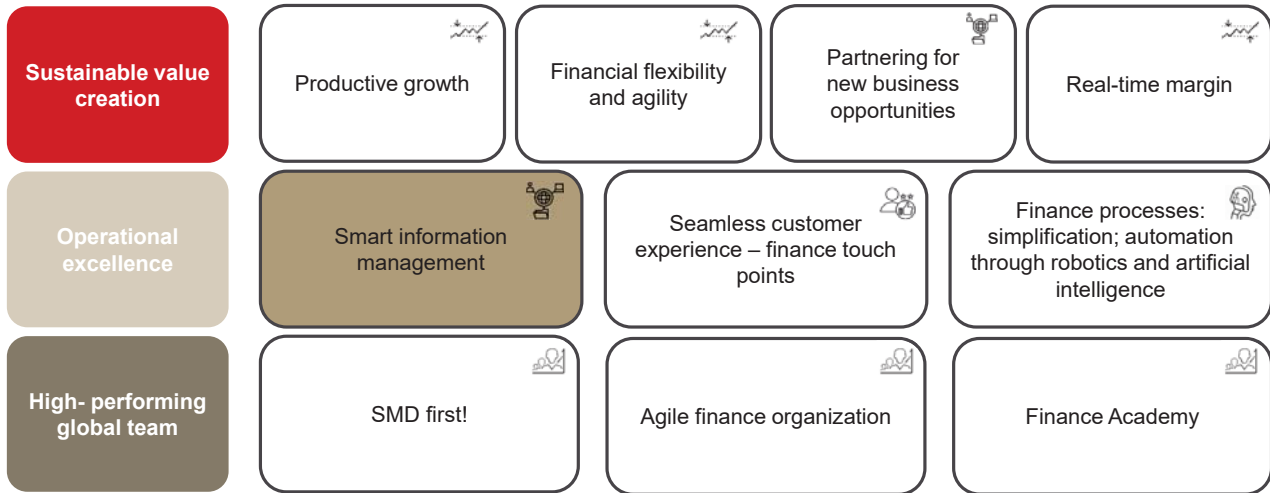 Sustainable value
creation
Productive growth
Financial flexibility
and agility
Partnering for
new business
opportunities
Real-time margin
Operational
excellence
Smart information
management
Seamless customer
experience – finance touch
points
Finance processes:
simplification; automation
through robotics and artificial
intelligence
High- performing
global team
SMD first!
Agile finance organization
Finance Academy